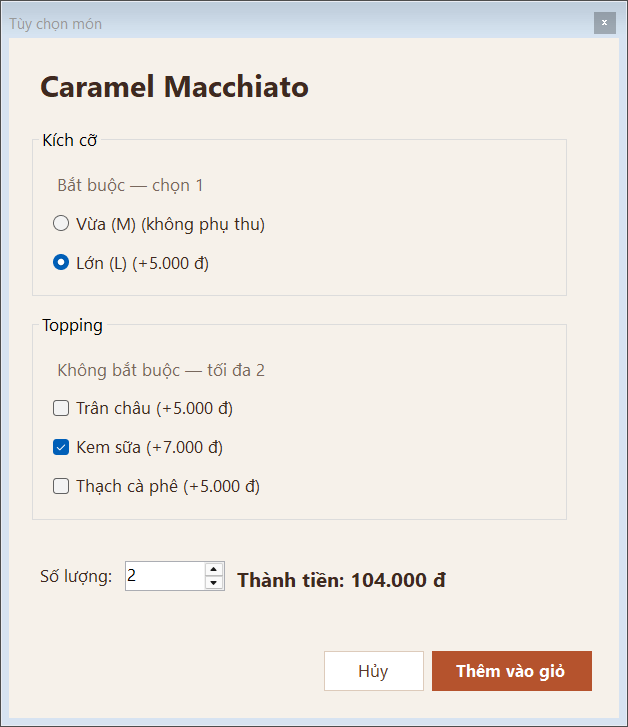 Tùy chọn món
x
Caramel Macchiato
Kích cỡ
Bắt buộc — chọn 1
Vừa (M) (không phụ thu)
Lớn (L) (+5.000 đ)
Topping
Không bắt buộc — tối đa 2
Trân châu (+5.000 đ)
Kem sữa (+7.000 đ)
Thạch cà phê (+5.000 đ)
Số lượng: 2 Thành tiền: 104.000 đ
Hủy Thêm vào giỏ